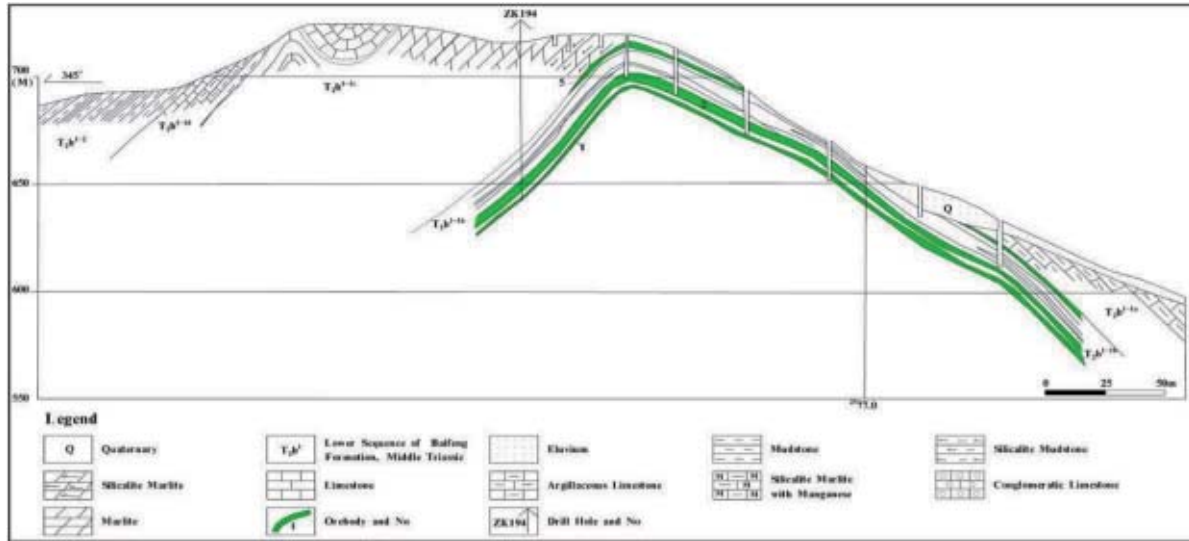 ZK194
700
(M)
345°
5
2
1
Q
650
600
550
0 25 50m
Legend
Q Quaternary
Lower Sequence of Baifeng
Formation, Middle Triassic
Eluvium
Mudstone
Silicalite Mudstone
Silicalite Marlite
Limestone
Argillaceous Limestone
Silicalite Marlite
with Manganese
Conglomeratic Limestone
Marlite
1 Orebody and No
ZK194 Drill Hole and No